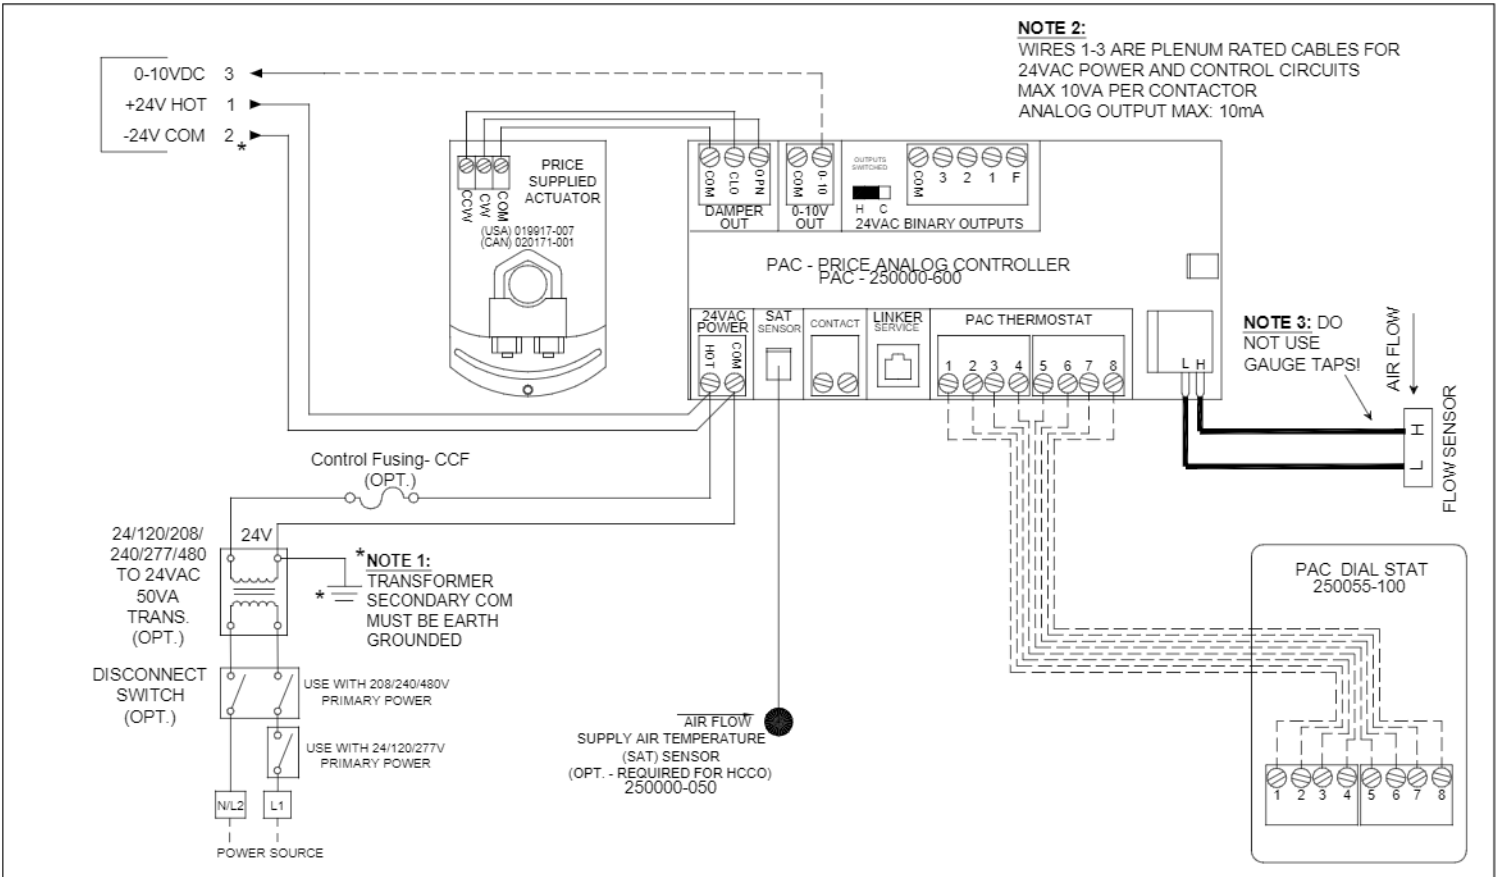 NOTE 2:
WIRES 1-3 ARE PLENUM RATED CABLES FOR
24VAC POWER AND CONTROL CIRCUITS
MAX 10VA PER CONTACTOR
ANALOG OUTPUT MAX: 10mA
0-10VDC 3
+24V HOT 1
-24V COM 2
*
PRICE
SUPPLIED
ACTUATOR
CCW CW COM
(USA) 019917-007
(CAN) 020171-001
COM CLO OPN
DAMPER
OUT
COM 0-10
0-10V
OUT
OUTPUTS
SWITCHED
H C
COM 3 2 1 F
24VAC BINARY OUTPUTS
PAC - PRICE ANALOG CONTROLLER
PAC - 250000-600
24VAC
POWER
HOT COM
SAT
SENSOR
CONTACT
LINKER
SERVICE
PAC THERMOSTAT
1 2 3 4 5 6 7 8
L H
NOTE 3: DO
NOT USE
GAUGE TAPS!
AIR FLOW
H
L
FLOW SENSOR
Control Fusing- CCF
(OPT.)
24/120/208/
240/277/480
TO 24VAC
50VA
TRANS.
(OPT.)
24V
*
*
NOTE 1:
TRANSFORMER
SECONDARY COM
MUST BE EARTH
GROUNDED
DISCONNECT
SWITCH
(OPT.)
USE WITH 208/240/480V
PRIMARY POWER
USE WITH 24/120/277V
PRIMARY POWER
N/L2 L1
POWER SOURCE
AIR FLOW
SUPPLY AIR TEMPERATURE
(SAT) SENSOR
(OPT. - REQUIRED FOR HCCO)
250000-050
PAC DIAL STAT
250055-100
1 2 3 4 5 6 7 8